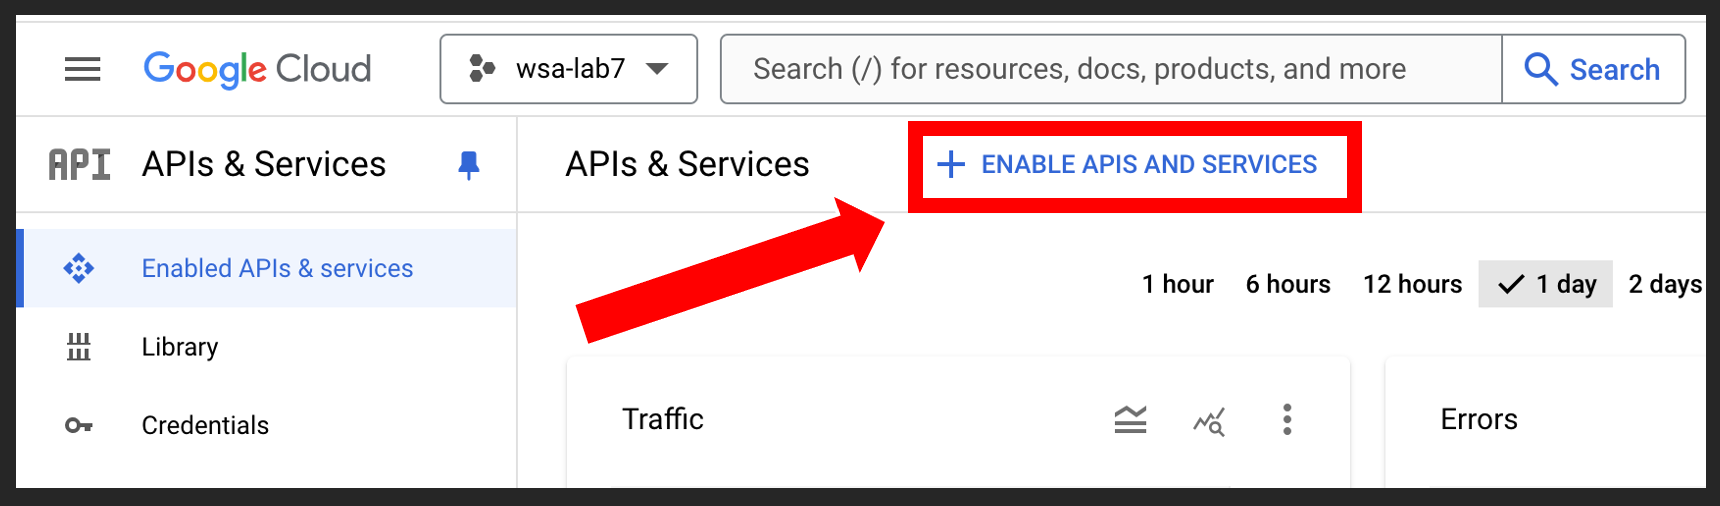 Google Cloud
wsa-lab7
Search (/) for resources, docs, products, and more
Search
API
APIs & Services
APIs & Services
+ ENABLE APIS AND SERVICES
Enabled APIs & services
Library
Credentials
1 hour
6 hours
12 hours
1 day
2 days
Traffic
Errors